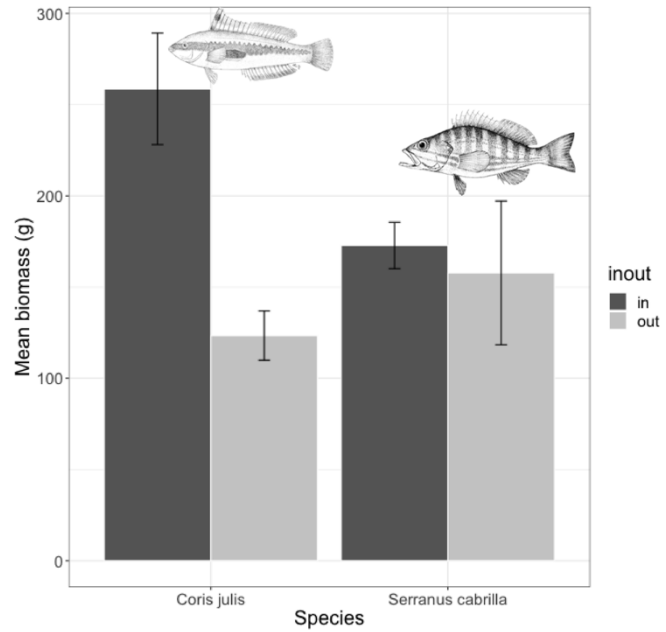 300
200
100
0
Mean biomass (g)
Coris julis
Serranus cabrilla
Species
inout
in
out